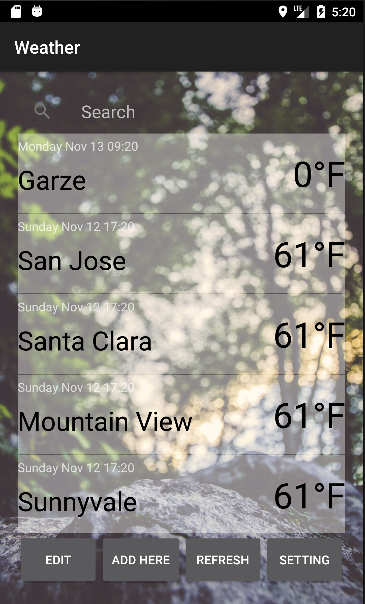 LTE 5:20
Weather
Search
Monday Nov 13 09:20
Garze 0°F
Sunday Nov 12 17:20
San Jose 61°F
Sunday Nov 12 17:20
Santa Clara 61°F
Sunday Nov 12 17:20
Mountain View 61°F
Sunday Nov 12 17:20
Sunnyvale 61°F
EDIT ADD HERE REFRESH SETTING